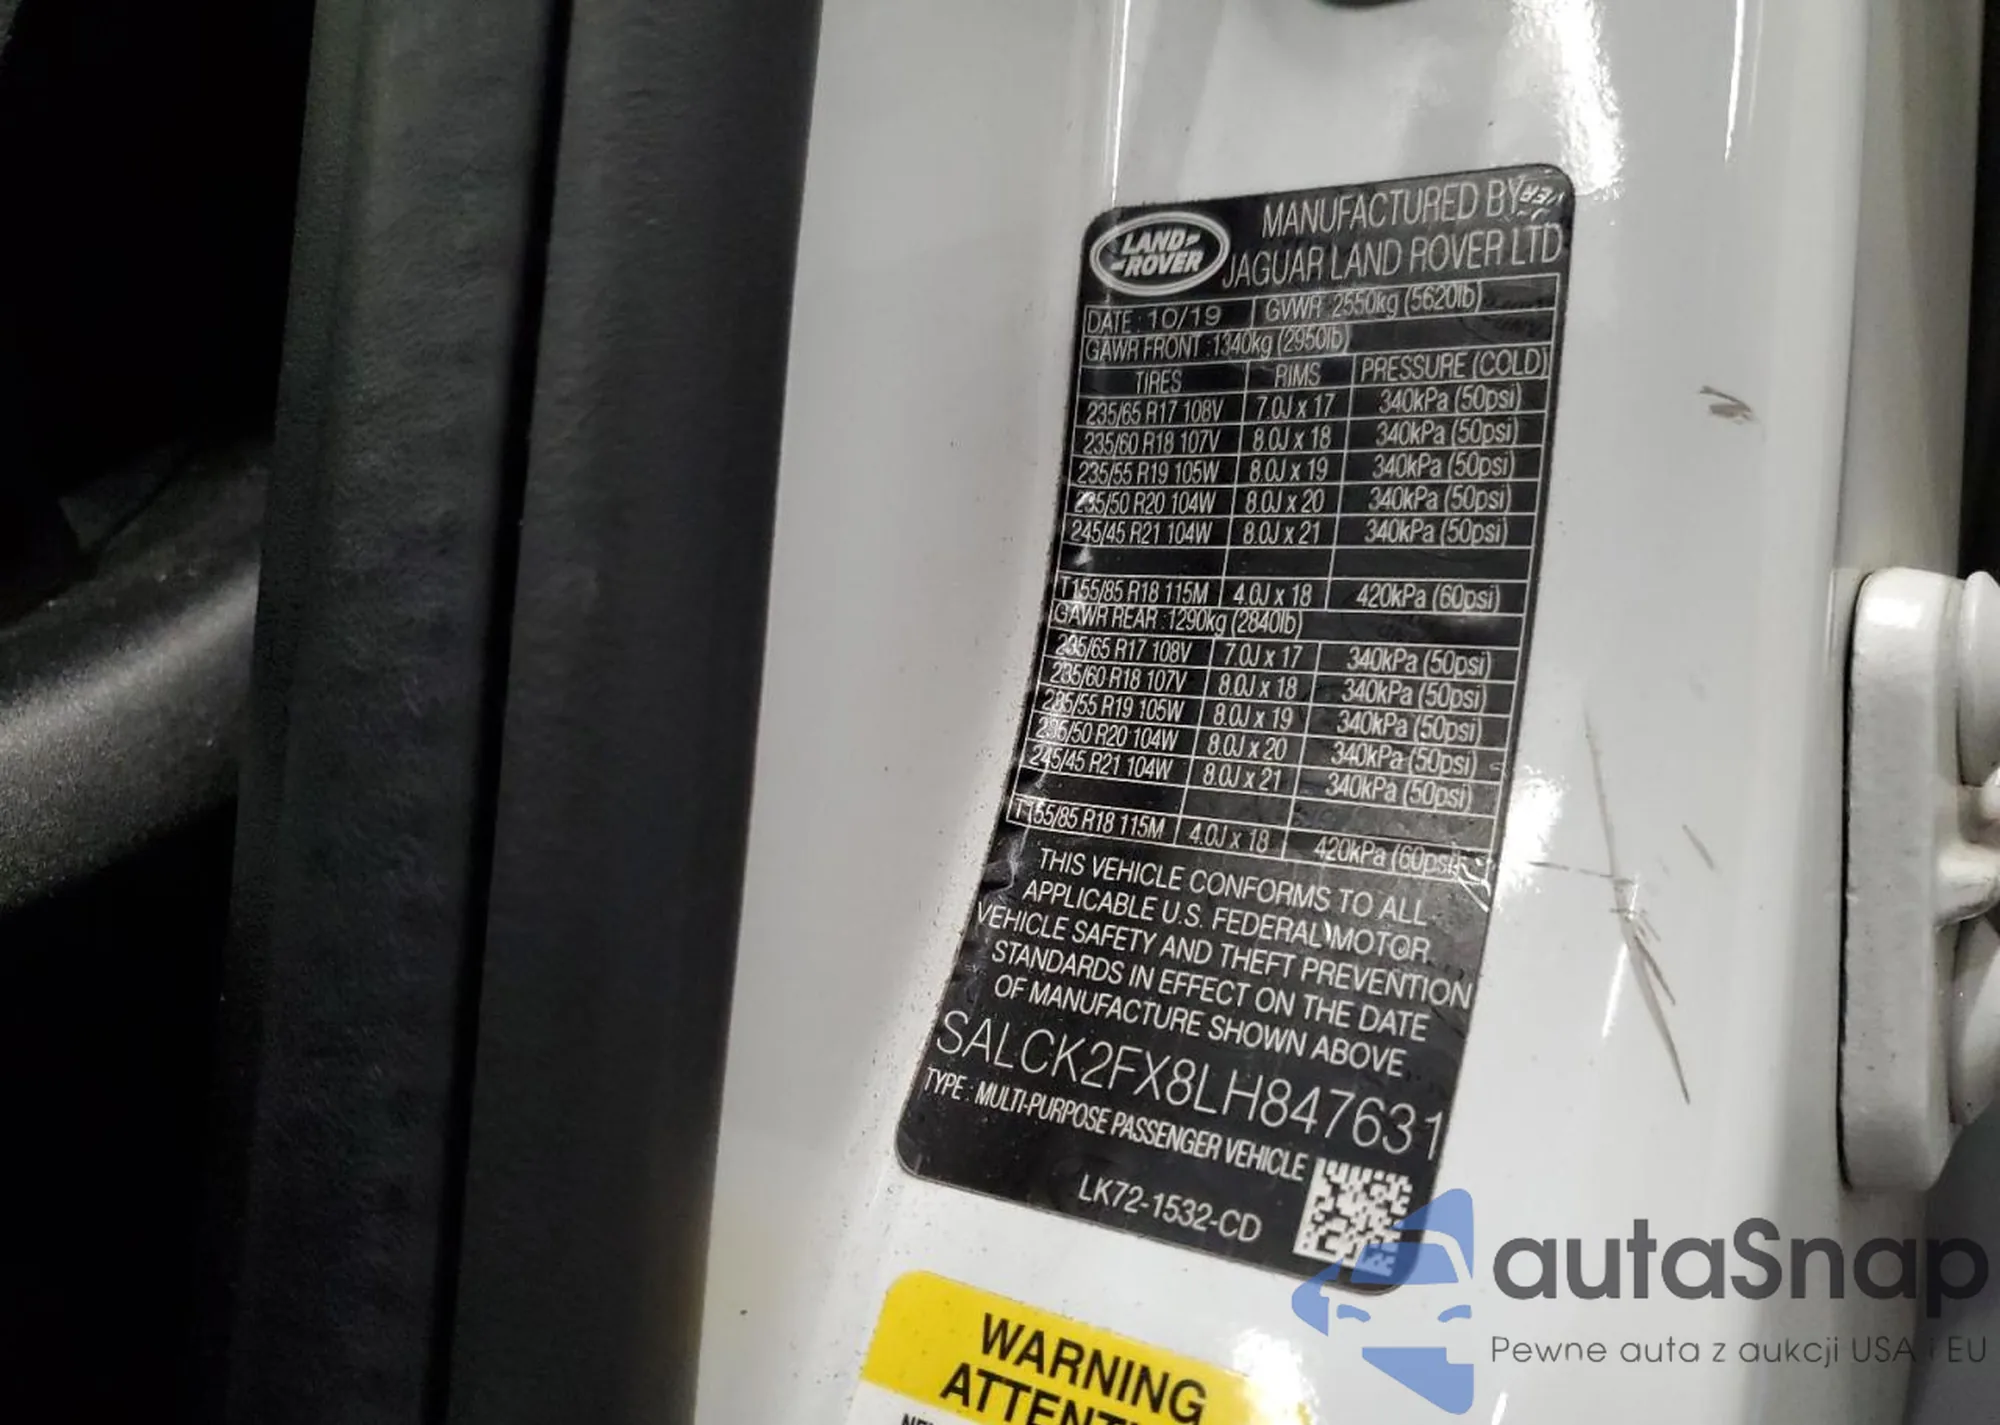 LAND ROVER
MANUFACTURED BY
JAGUAR LAND ROVER LTD
DATE : 10/19 GVWR :2550kg (5620lb)
GAWR FRONT :1340kg (2950lb)
TIRES RIMS PRESSURE (COLD)
235/65 R17 108V 7.0J x 17 340kPa (50psi)
235/60 R18 107V 8.0J x 18 340kPa (50psi)
235/55 R19 105W 8.0J x 19 340kPa (50psi)
235/50 R20 104W 8.0J x 20 340kPa (50psi)
245/45 R21 104W 8.0J x 21 340kPa (50psi)
T155/85 R18 115M 4.0J x 18 420kPa (60psi)
GAWR REAR :1290kg (2840lb)
235/65 R17 108V 7.0J x 17 340kPa (50psi)
235/60 R18 107V 8.0J x 18 340kPa (50psi)
235/55 R19 105W 8.0J x 19 340kPa (50psi)
235/50 R20 104W 8.0J x 20 340kPa (50psi)
245/45 R21 104W 8.0J x 21 340kPa (50psi)
T155/85 R18 115M 4.0J x 18 420kPa (60psi)
THIS VEHICLE CONFORMS TO ALL
APPLICABLE U.S. FEDERAL MOTOR
VEHICLE SAFETY AND THEFT PREVENTION
STANDARDS IN EFFECT ON THE DATE
OF MANUFACTURE SHOWN ABOVE
SALCK2FX8LH847631
TYPE : MULTI-PURPOSE PASSENGER VEHICLE
LK72-1532-CD
WARNING
autaSnap
Pewne auta z aukcji USA i EU